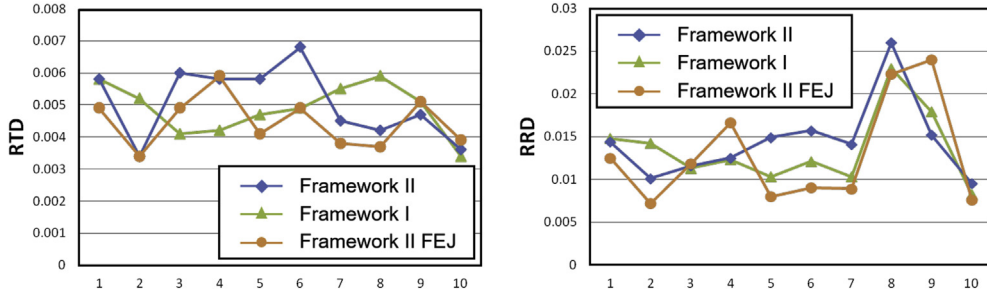 0.008
0.007
0.006
0.005
0.004
0.003
0.002
0.001
0
RTD
Framework II
Framework I
Framework II FEJ
1 2 3 4 5 6 7 8 9 10
0.03
0.025
0.02
0.015
0.01
0.005
0
RRD
Framework II
Framework I
Framework II FEJ
1 2 3 4 5 6 7 8 9 10